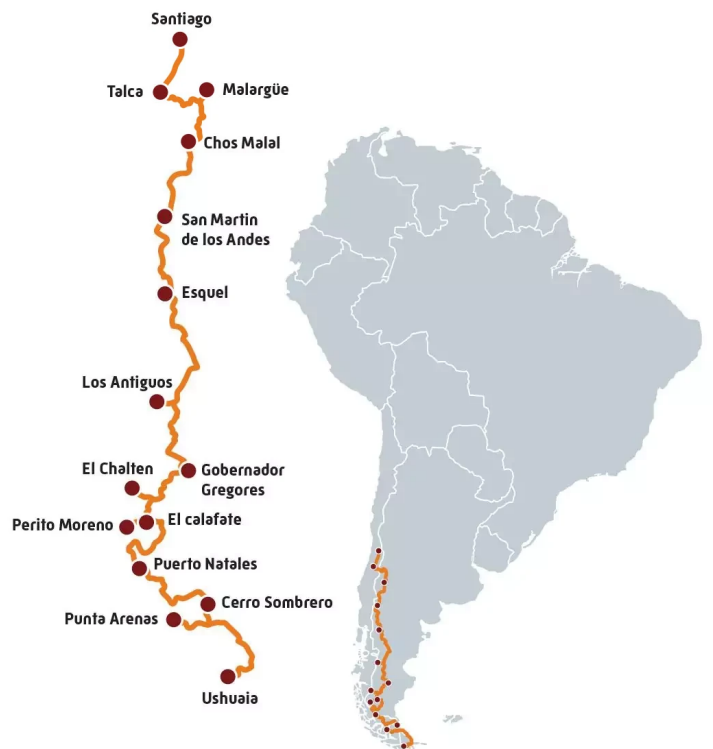 Santiago
Talca
Malargüe
Chos Malal
San Martin
de los Andes
Esquel
Los Antiguos
El Chalten
Gobernador
Gregores
Perito Moreno
El calafate
Puerto Natales
Cerro Sombrero
Punta Arenas
Ushuaia